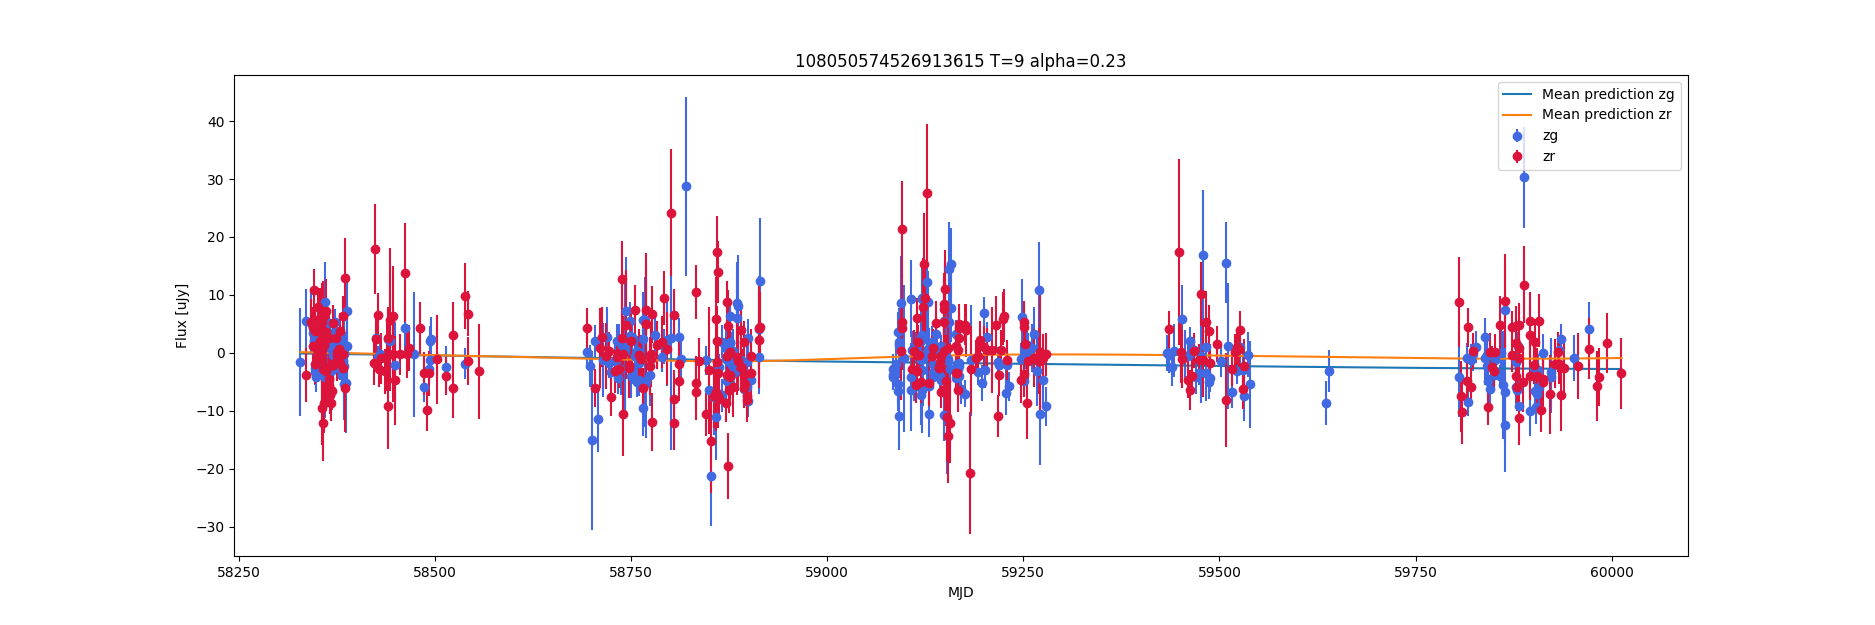 108050574526913615 T=9 alpha=0.23
Mean prediction zg
Mean prediction zr
zg
zr
Flux [uJy]
40
30
20
10
0
−10
−20
−30
58250 58500 58750 59000 59250 59500 59750 60000
MJD